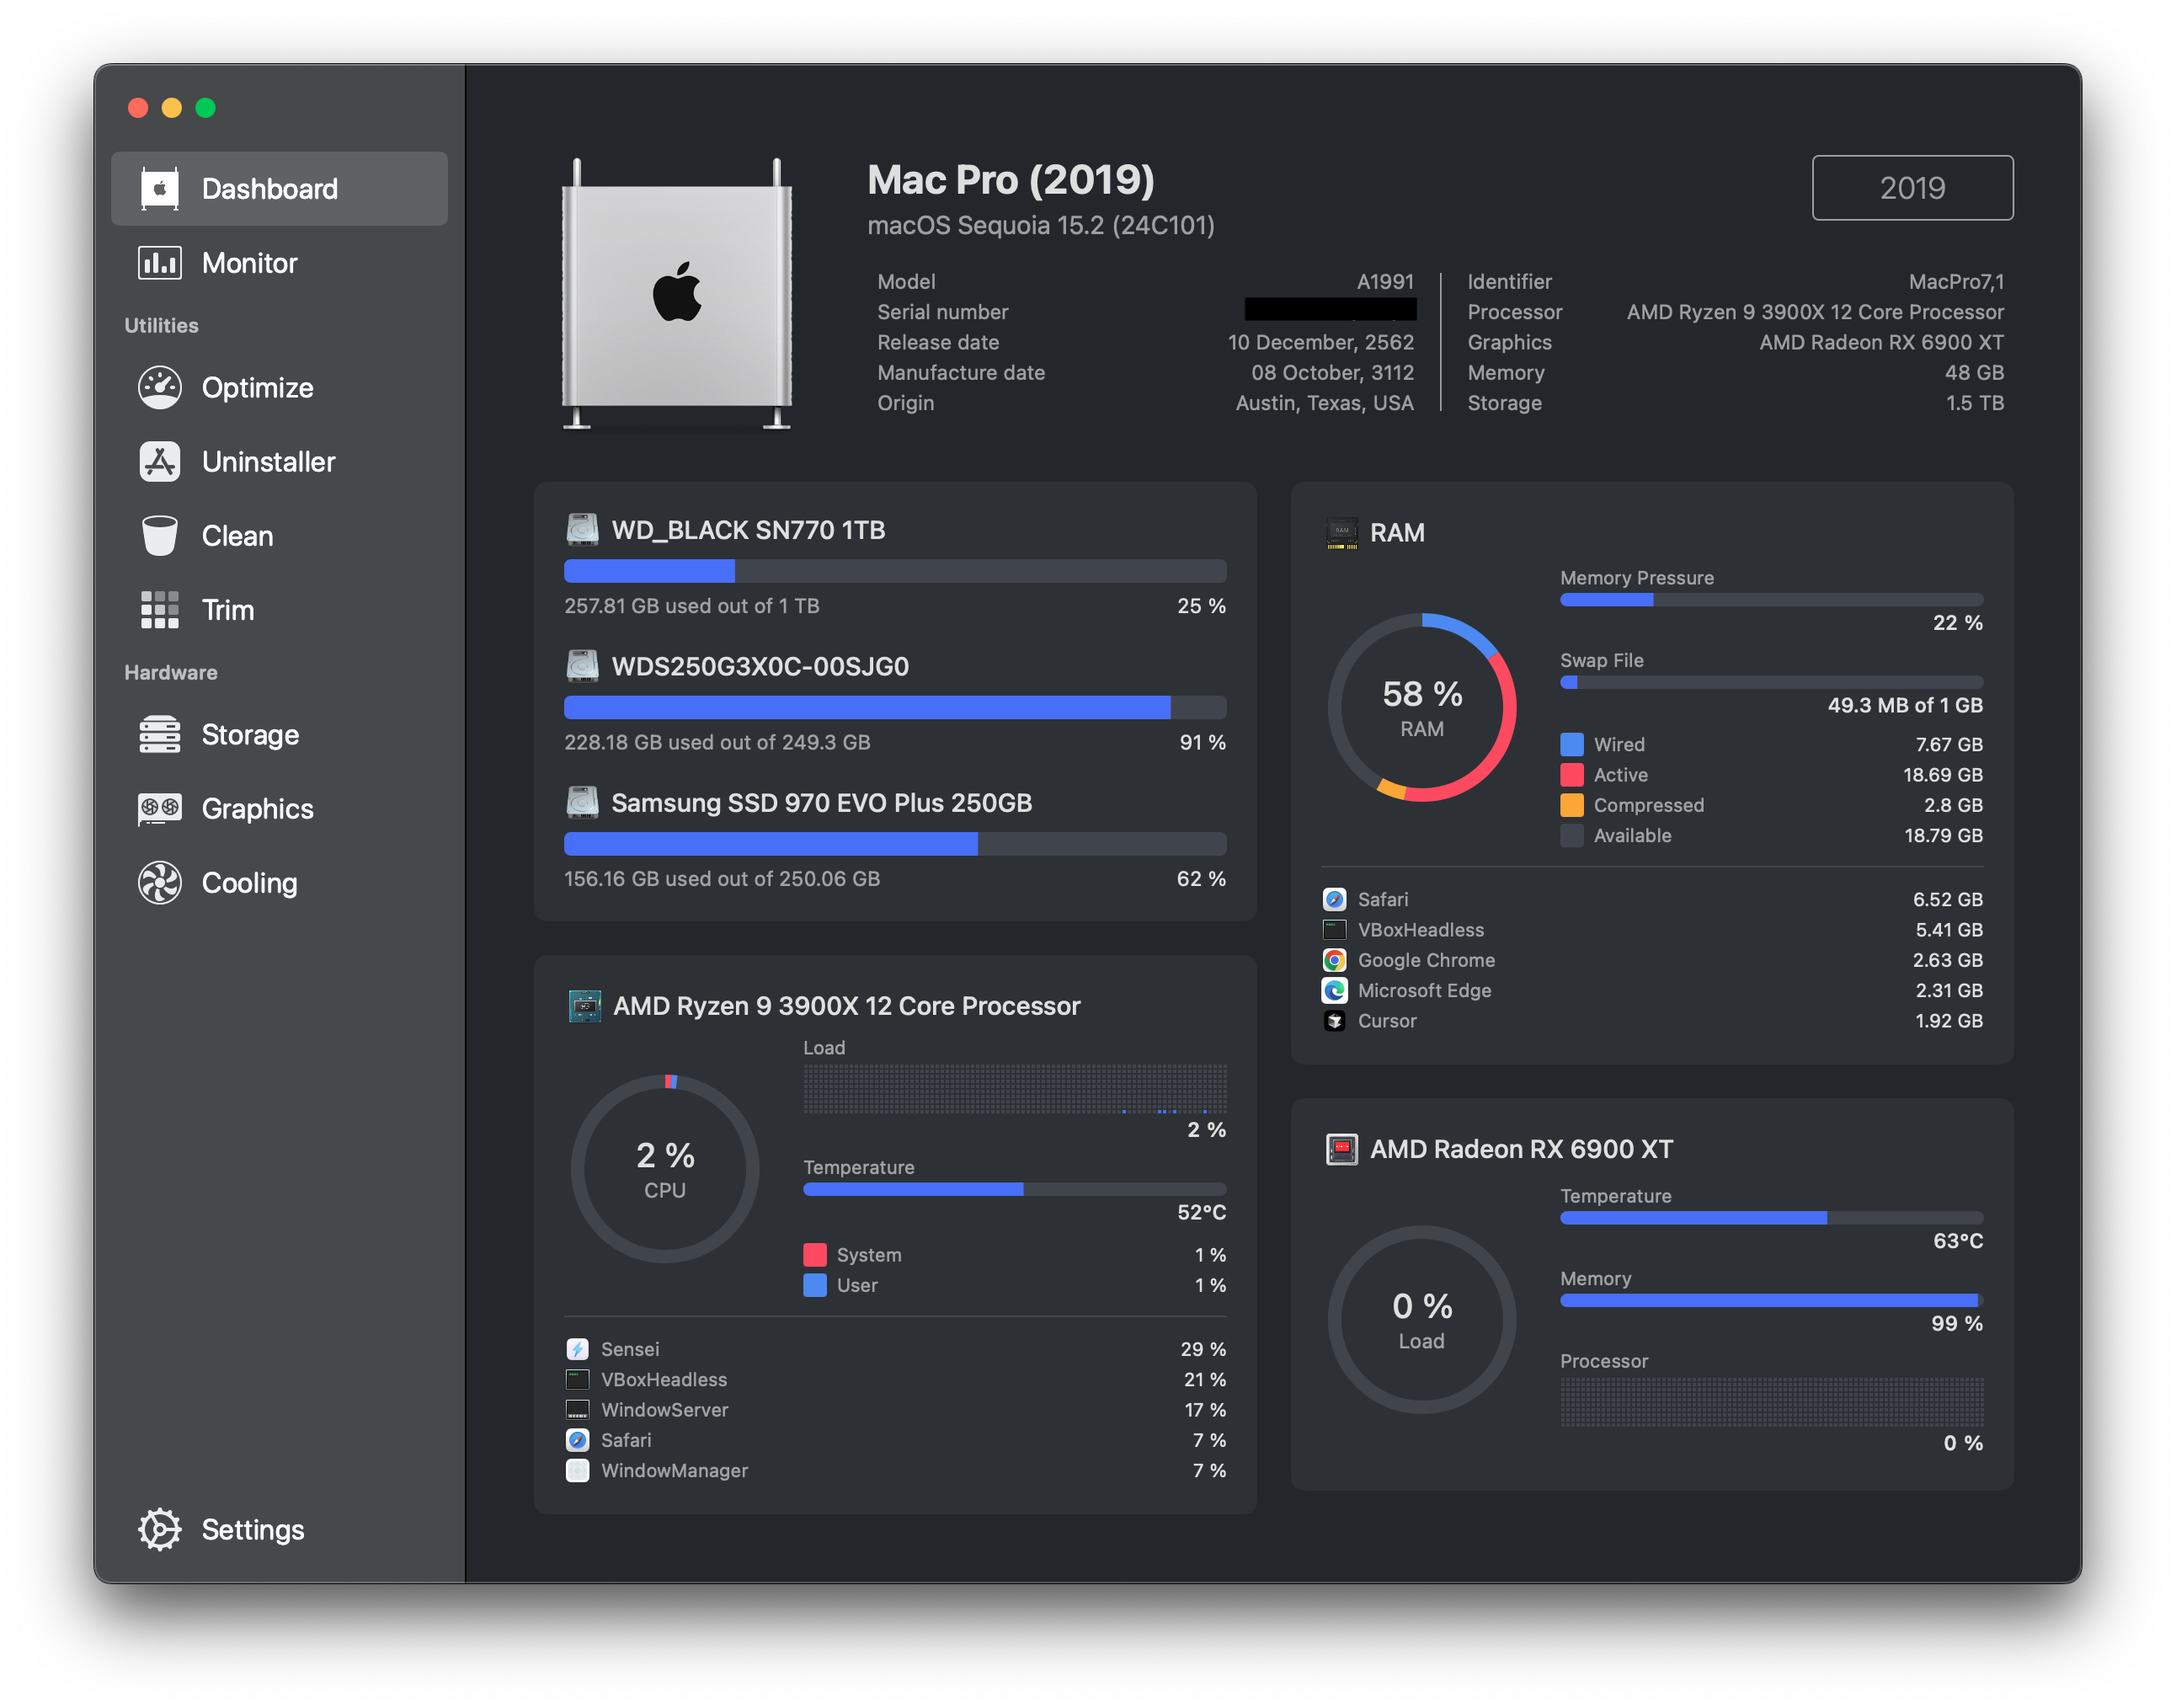 Dashboard
Monitor
Utilities
Optimize
Uninstaller
Clean
Trim
Hardware
Storage
Graphics
Cooling
Settings
Mac Pro (2019)
macOS Sequoia 15.2 (24C101)
2019
Model A1991
Serial number
Release date 10 December, 2562
Manufacture date 08 October, 3112
Origin Austin, Texas, USA
Identifier MacPro7,1
Processor AMD Ryzen 9 3900X 12 Core Processor
Graphics AMD Radeon RX 6900 XT
Memory 48 GB
Storage 1.5 TB
WD_BLACK SN770 1TB
257.81 GB used out of 1 TB 25 %
WDS250G3X0C-00SJG0
228.18 GB used out of 249.3 GB 91 %
Samsung SSD 970 EVO Plus 250GB
156.16 GB used out of 250.06 GB 62 %
AMD Ryzen 9 3900X 12 Core Processor
2 %
CPU
Load
2 %
Temperature
52°C
System 1 %
User 1 %
Sensei 29 %
VBoxHeadless 21 %
WindowServer 17 %
Safari 7 %
WindowManager 7 %
RAM
RAM
58 %
RAM
Memory Pressure
22 %
Swap File
49.3 MB of 1 GB
Wired 7.67 GB
Active 18.69 GB
Compressed 2.8 GB
Available 18.79 GB
Safari 6.52 GB
VBoxHeadless 5.41 GB
Google Chrome 2.63 GB
Microsoft Edge 2.31 GB
Cursor 1.92 GB
AMD Radeon RX 6900 XT
0 %
Load
Temperature
63°C
Memory
99 %
Processor
0 %